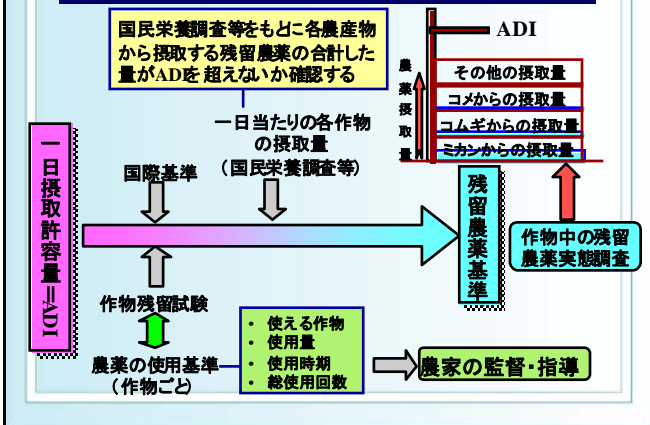 国民栄養調査等をもとに各農産物
から摂取する残留農薬の合計した
量がADIを超えないか確認する
ADI
農薬摂取量
その他の摂取量
コメからの摂取量
コムギからの摂取量
ミカンからの摂取量
一日当たりの各作物
の摂取量
(国民栄養調査等)
国際基準
一日摂取許容量=ADI
残留農薬基準
作物中の残留
農薬実態調査
作物残留試験
農薬の使用基準
(作物ごと)
• 使える作物
• 使用量
• 使用時期
• 総使用回数
農家の監督・指導